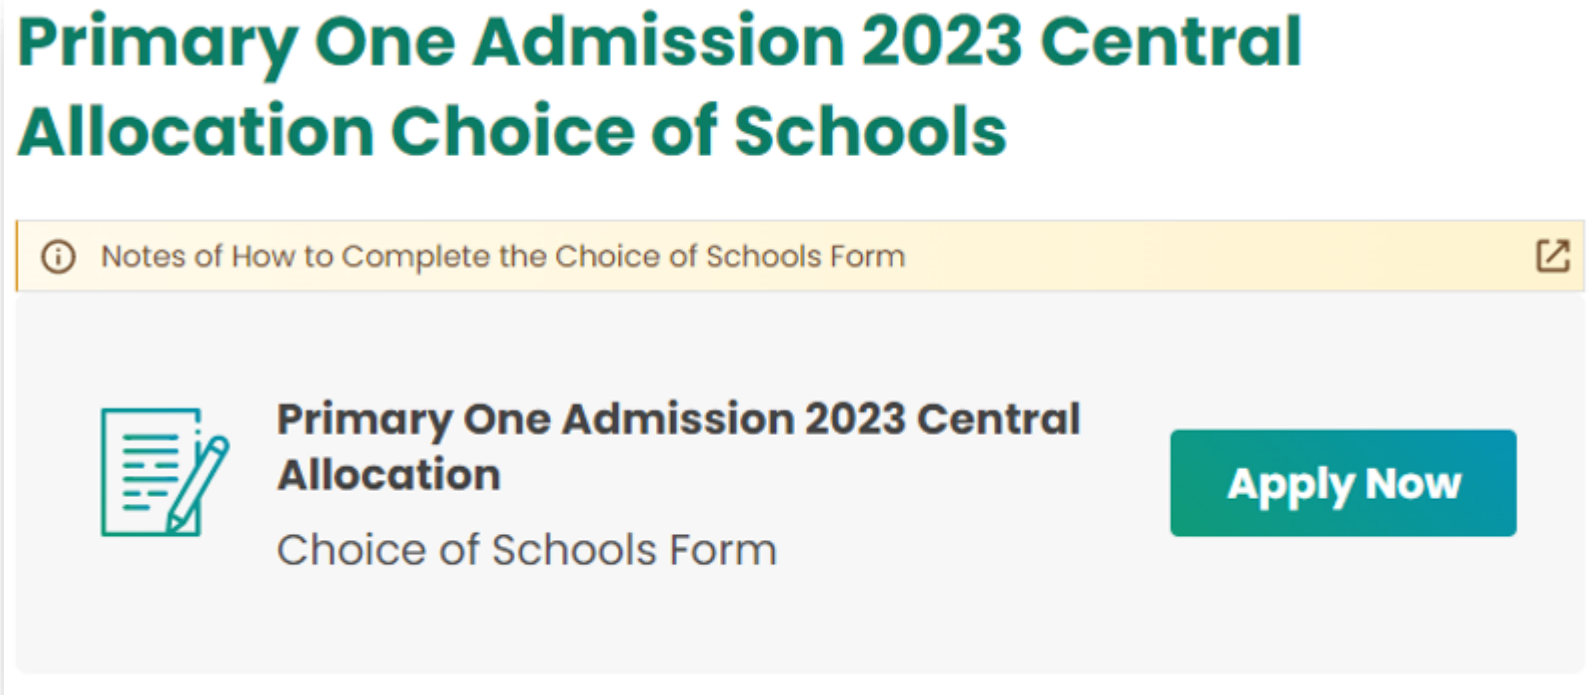 Primary One Admission 2023 Central
Allocation Choice of Schools
Notes of How to Complete the Choice of Schools Form
Primary One Admission 2023 Central
Allocation
Choice of Schools Form
Apply Now